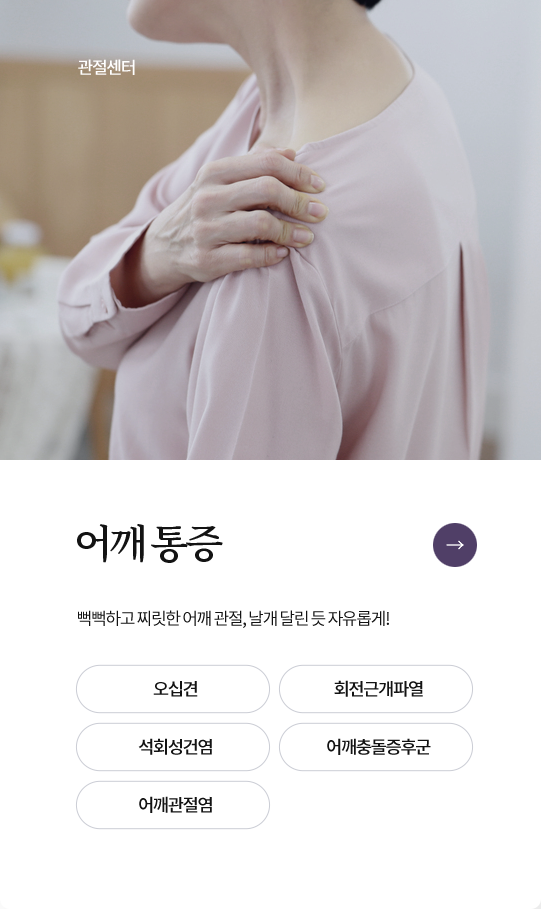 관절센터
어깨 통증
→
뻑뻑하고 찌릿한 어깨 관절, 날개 달린 듯 자유롭게!
오십견
회전근개파열
석회성건염
어깨충돌증후군
어깨관절염